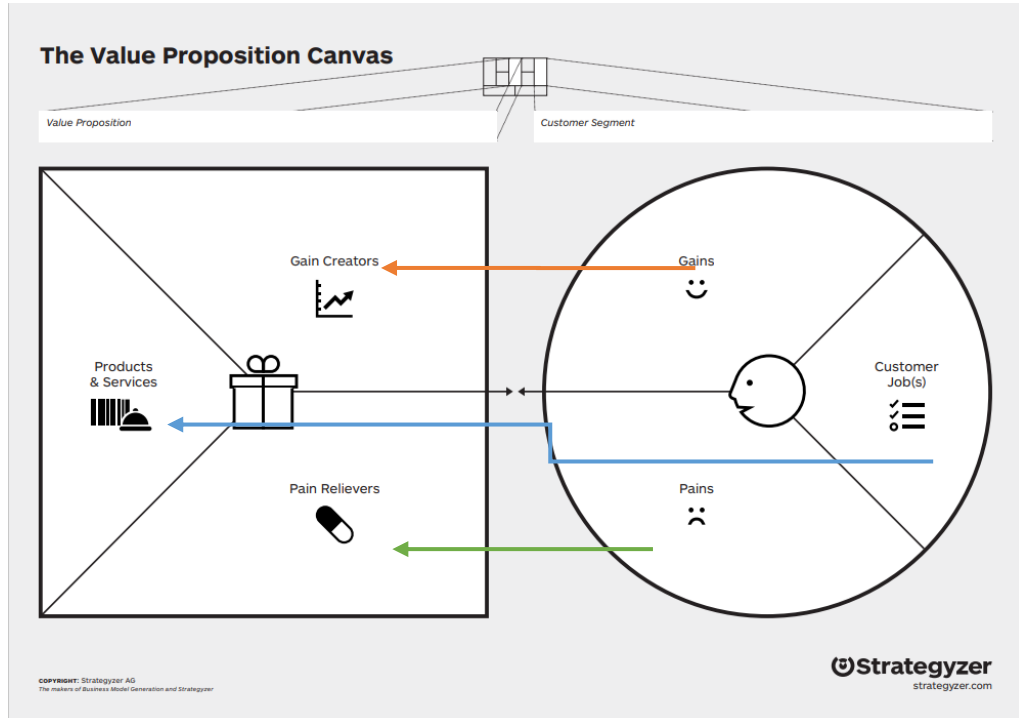 The Value Proposition Canvas
Value Proposition
Customer Segment
Gain Creators
Gains
Products
& Services
Customer
Job(s)
Pain Relievers
Pains
COPYRIGHT: Strategyzer AG
The makers of Business Model Generation and Strategyzer
Strategyzer
strategyzer.com